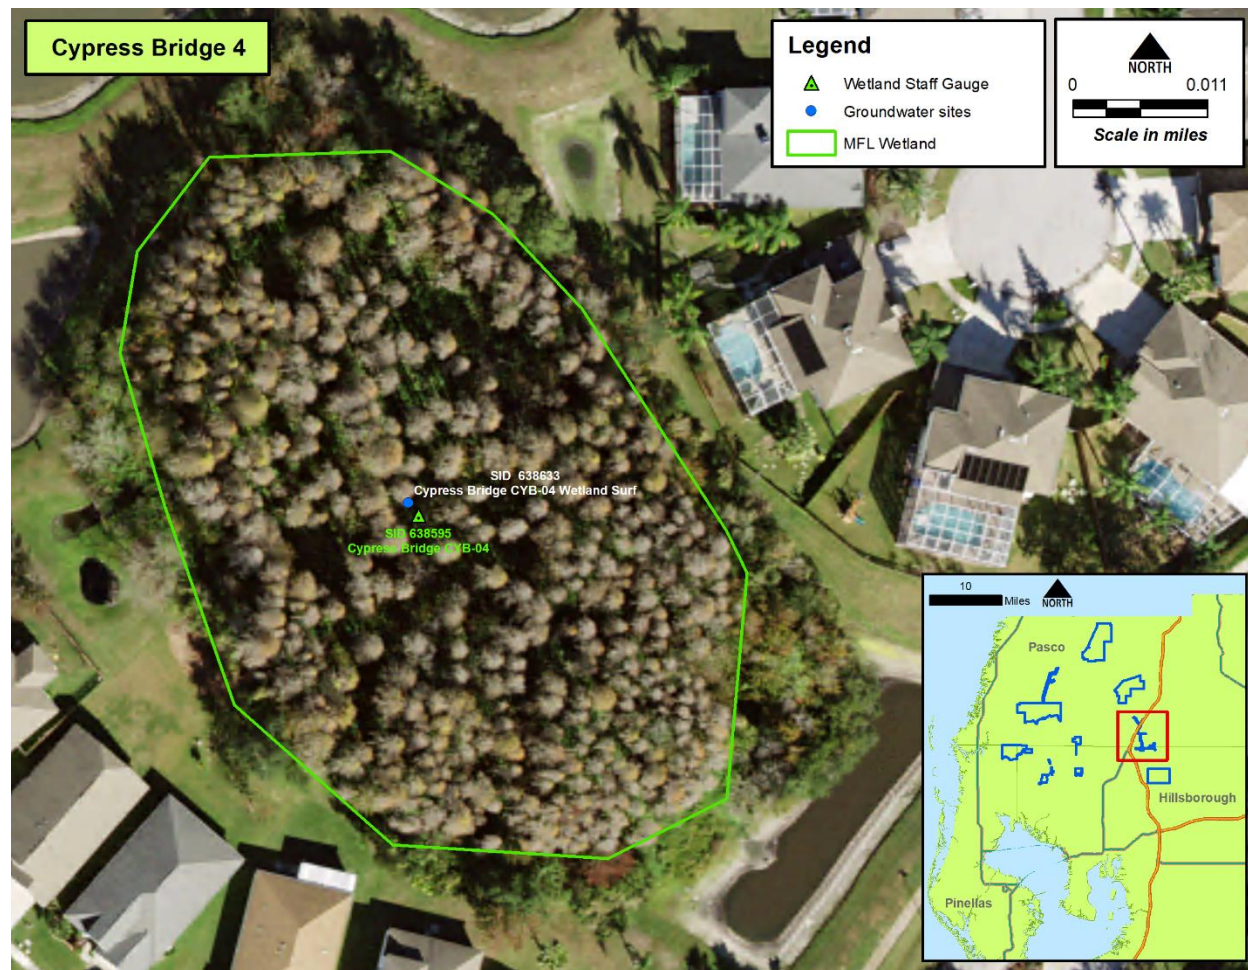 Cypress Bridge 4
Legend
Wetland Staff Gauge
Groundwater sites
MFL Wetland
NORTH
0 0.011
Scale in miles
SID 638633
Cypress Bridge CYB-04 Wetland Surf
SID 638595
Cypress Bridge CYB-04
10
Miles
NORTH
Pasco
Hillsborough
Pinellas